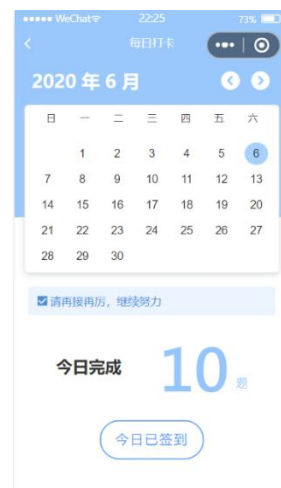 WeChat 22:25 73%
每日打卡
2020 年 6 月
日 一 二 三 四 五 六
1 2 3 4 5 6
7 8 9 10 11 12 13
14 15 16 17 18 19 20
21 22 23 24 25 26 27
28 29 30
请再接再厉，继续努力
今日完成 10 题
今日已签到